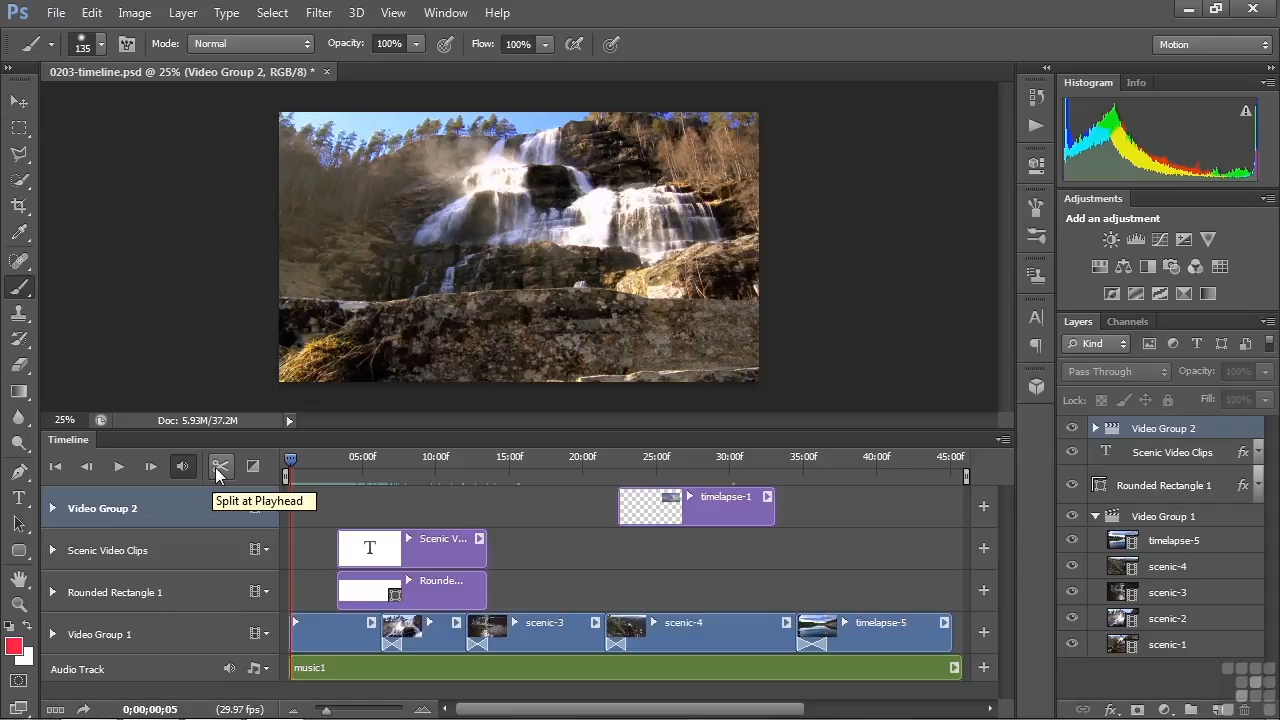 Ps File Edit Image Layer Type Select Filter 3D View Window Help
135 Mode: Normal Opacity: 100% Flow: 100% Motion
0203-timeline.psd @ 25% (Video Group 2, RGB/8) * ×
Histogram Info
Adjustments
Add an adjustment
Layers Channels
Kind
Pass Through Opacity: 100%
Lock: Fill: 100%
Video Group 2
Scenic Video Clips fx
Rounded Rectangle 1 fx
Video Group 1
timelapse-5
scenic-4
scenic-3
scenic-2
scenic-1
25% Doc: 5.93M/37.2M
Timeline
05:00f 10:00f 15:00f 20:00f 25:00f 30:00f 35:00f 40:00f 45:00f
Split at Playhead
Video Group 2 timelapse-1
Scenic Video Clips T Scenic V...
Rounded Rectangle 1 Rounde...
Video Group 1 scenic-3 scenic-4 timelapse-5
Audio Track music1
0;00;00;05 (29.97 fps)